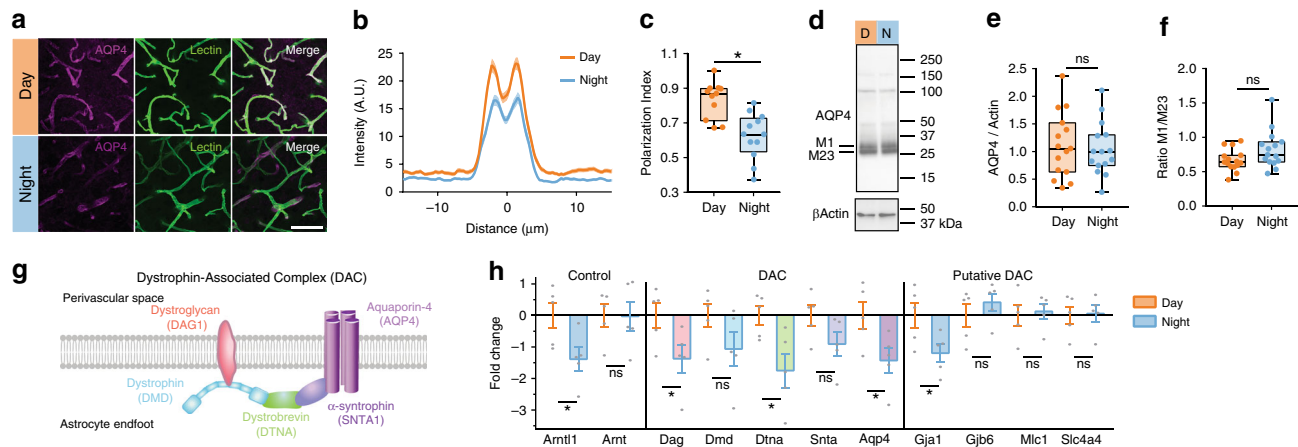 a
AQP4
Lectin
Merge
Day
AQP4
Lectin
Merge
Night
b
Intensity (A.U.)
25
20
15
10
5
0
−10
0
10
Distance (μm)
Day
Night
c
Polarization Index
1.1
0.9
0.7
0.5
0.3
*
Day
Night
d
D
N
AQP4
M1
M23
250
150
100
50
37
25
15
βActin
50
37 kDa
e
AQP4 / Actin
2.5
2.0
1.5
1.0
0.5
0.0
ns
Day
Night
f
Ratio M1/M23
2.0
1.5
1.0
0.5
0.0
ns
Day
Night
g
Dystrophin-Associated Complex (DAC)
Perivascular space
Dystroglycan
(DAG1)
Aquaporin-4
(AQP4)
Dystrophin
(DMD)
Dystrobrevin
(DTNA)
α-syntrophin
(SNTA1)
Astrocyte endfoot
h
Control
DAC
Putative DAC
Fold change
1
0
−1
−2
−3
*
ns
*
ns
*
ns
*
*
ns
ns
ns
Arntl1
Arnt
Dag
Dmd
Dtna
Snta
Aqp4
Gja1
Gjb6
Mlc1
Slc4a4
Day
Night